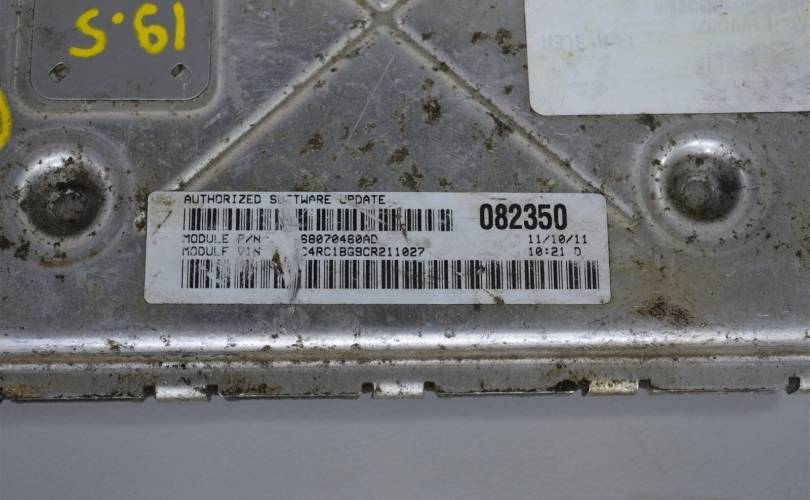 19.5
AUTHORIZED SOFTWARE UPDATE
082350
MODULE P/N 68070460AD 11/10/11
MODULE VIN C4RC1BG9CR211027 10:21 D